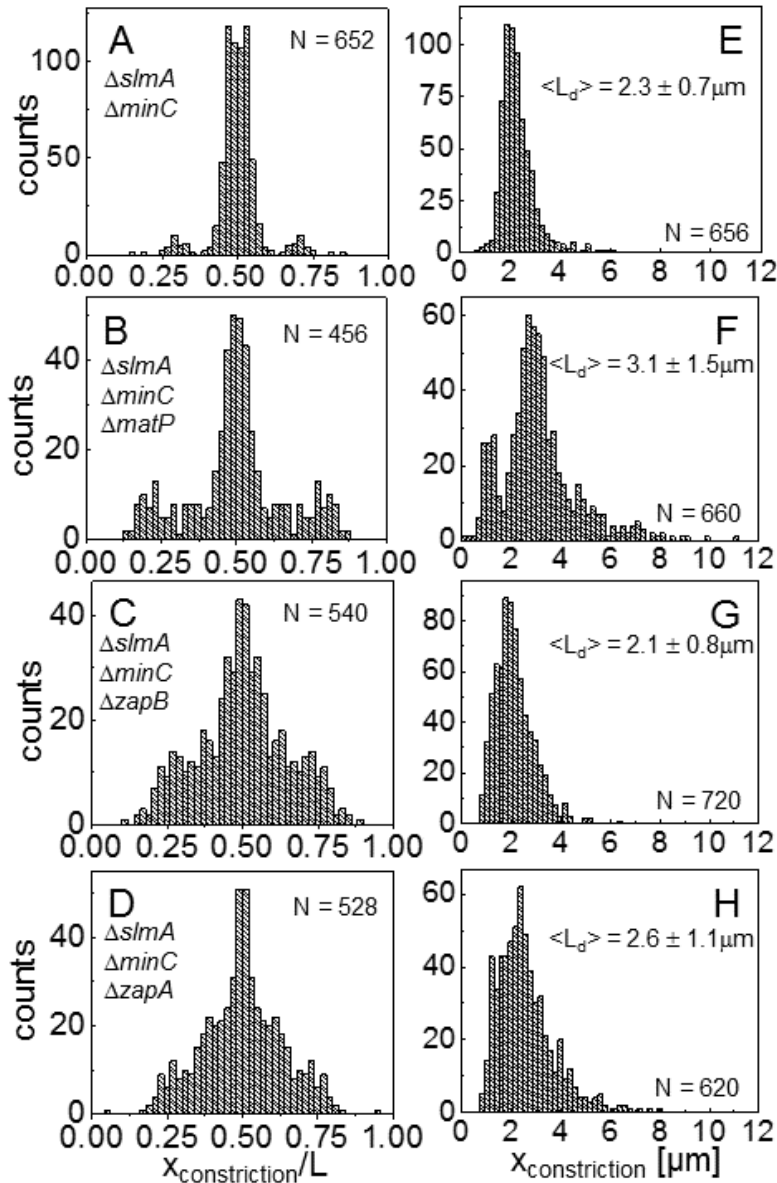 A
N = 652
ΔslmA
ΔminC
counts
100
50
0
0.00 0.25 0.50 0.75 1.00
E
<L_d> = 2.3 ± 0.7μm
N = 656
100
75
50
25
0
0 2 4 6 8 10 12
B
N = 456
ΔslmA
ΔminC
ΔmatP
counts
40
20
0
0.00 0.25 0.50 0.75 1.00
F
<L_d> = 3.1 ± 1.5μm
N = 660
60
40
20
0
0 2 4 6 8 10 12
C
N = 540
ΔslmA
ΔminC
ΔzapB
counts
40
20
0
0.00 0.25 0.50 0.75 1.00
G
<L_d> = 2.1 ± 0.8μm
N = 720
80
60
40
20
0
0 2 4 6 8 10 12
D
N = 528
ΔslmA
ΔminC
ΔzapA
counts
40
20
0
0.00 0.25 0.50 0.75 1.00
x_constriction/L
H
<L_d> = 2.6 ± 1.1μm
N = 620
60
40
20
0
0 2 4 6 8 10 12
x_constriction [μm]